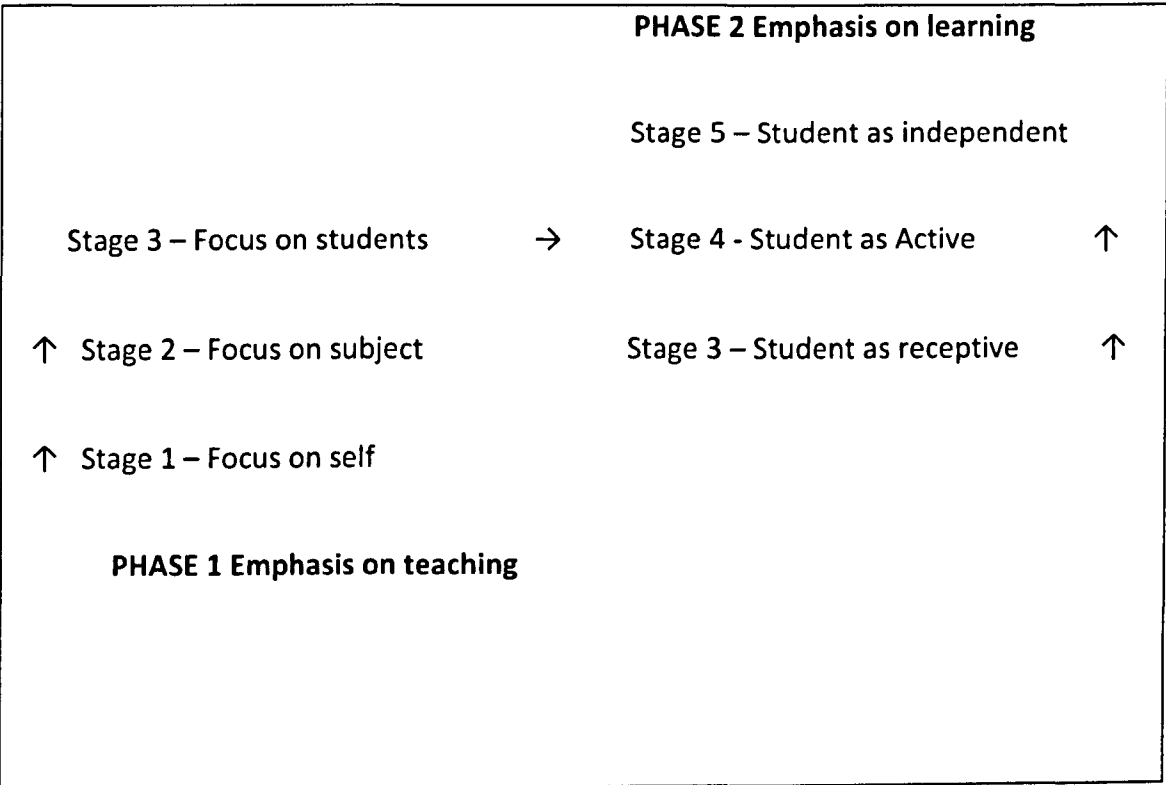 PHASE 2 Emphasis on learning
Stage 5 – Student as independent
Stage 3 – Focus on students → Stage 4 - Student as Active ↑
↑ Stage 2 – Focus on subject Stage 3 – Student as receptive ↑
↑ Stage 1 – Focus on self
PHASE 1 Emphasis on teaching